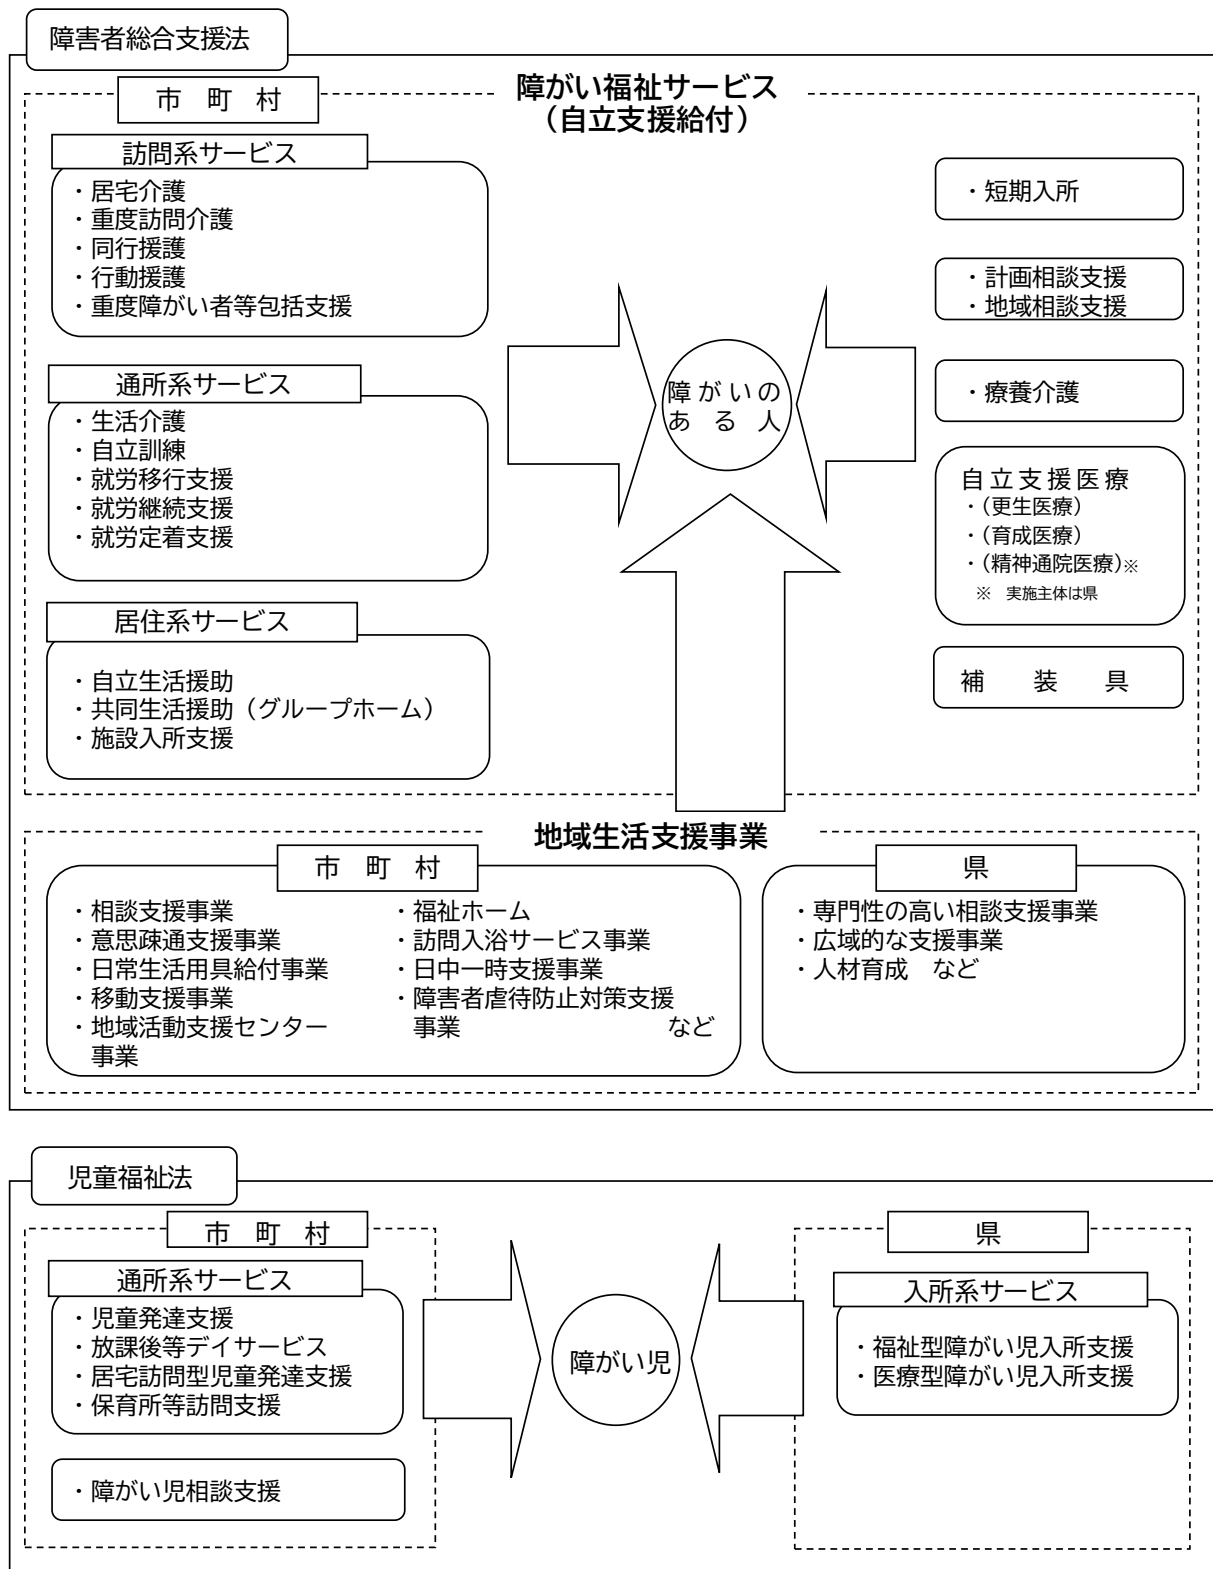 障害者総合支援法
市　町　村
障がい福祉サービス
（自立支援給付）
訪問系サービス
・居宅介護
・重度訪問介護
・同行援護
・行動援護
・重度障がい者等包括支援
通所系サービス
・生活介護
・自立訓練
・就労移行支援
・就労継続支援
・就労定着支援
居住系サービス
・自立生活援助
・共同生活援助（グループホーム）
・施設入所支援
障がいの
あ　る　人
・短期入所
・計画相談支援
・地域相談支援
・療養介護
自立支援医療
・（更生医療）
・（育成医療）
・（精神通院医療）※
※　実施主体は県
補　装　具
地域生活支援事業
市　町　村
・相談支援事業
・意思疎通支援事業
・日常生活用具給付事業
・移動支援事業
・地域活動支援センター
事業
・福祉ホーム
・訪問入浴サービス事業
・日中一時支援事業
・障害者虐待防止対策支援
事業　　　　　　　　　など
県
・専門性の高い相談支援事業
・広域的な支援事業
・人材育成　など
児童福祉法
市　町　村
通所系サービス
・児童発達支援
・放課後等デイサービス
・居宅訪問型児童発達支援
・保育所等訪問支援
・障がい児相談支援
障がい児
県
入所系サービス
・福祉型障がい児入所支援
・医療型障がい児入所支援